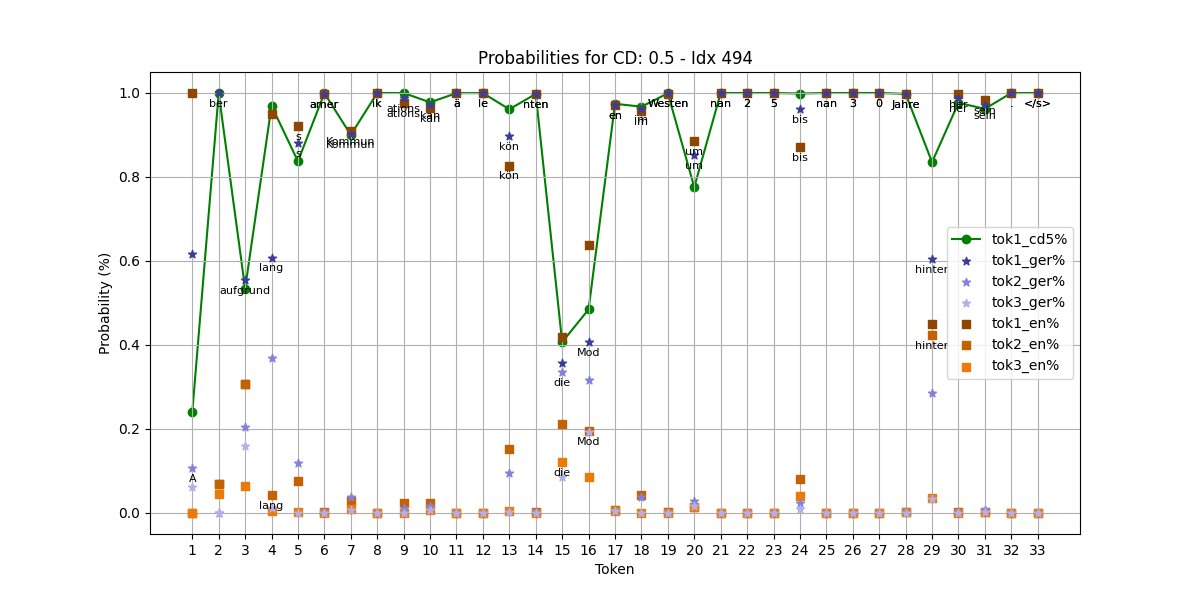 Probabilities for CD: 0.5 - Idx 494
Probability (%)
1.0
0.8
0.6
0.4
0.2
0.0
A
ber
aufgrund
lang
lang
s
s
amer
Kommun
Kommun
ik
ations
ations
kan
ä
le
kön
kön
nten
die
die
Mod
Mod
en
im
im
Westen
um
um
nan
2
5
bis
bis
nan
3
0
Jahre
hinter
hinter
her
sein
sein
.
</s>
tok1_cd5%
tok1_ger%
tok2_ger%
tok3_ger%
tok1_en%
tok2_en%
tok3_en%
1 2 3 4 5 6 7 8 9 10 11 12 13 14 15 16 17 18 19 20 21 22 23 24 25 26 27 28 29 30 31 32 33
Token